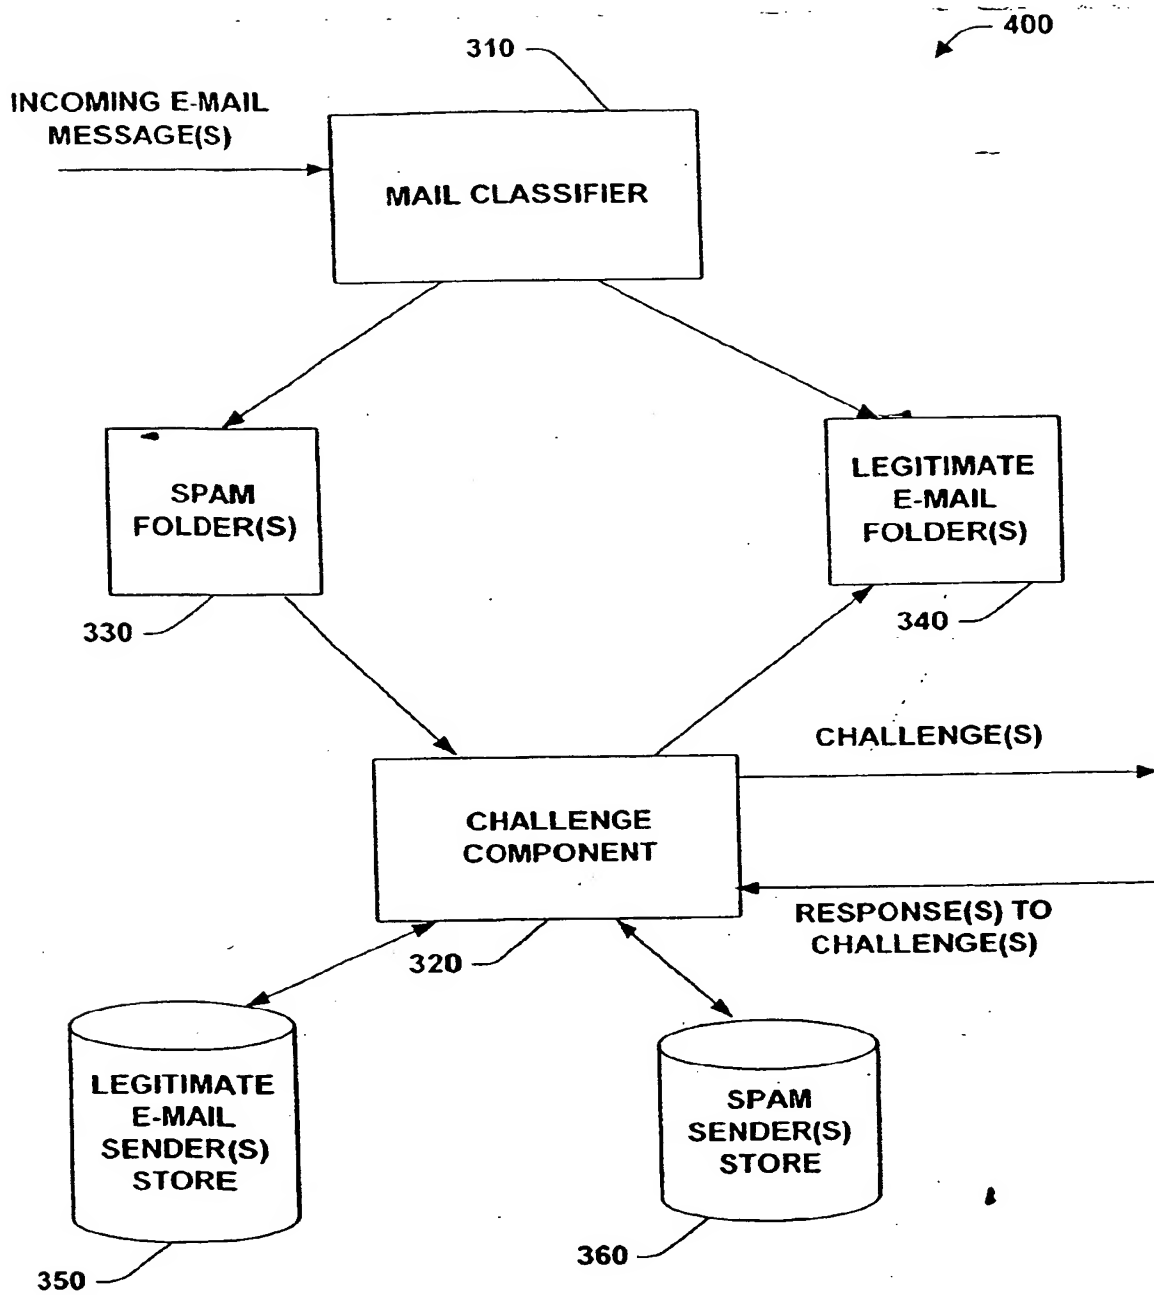 400
310
INCOMING E-MAIL
MESSAGE(S)
MAIL CLASSIFIER
SPAM
FOLDER(S)
LEGITIMATE
E-MAIL
FOLDER(S)
330
340
CHALLENGE(S)
CHALLENGE
COMPONENT
RESPONSE(S) TO
CHALLENGE(S)
320
LEGITIMATE
E-MAIL
SENDER(S)
STORE
SPAM
SENDER(S)
STORE
350
360